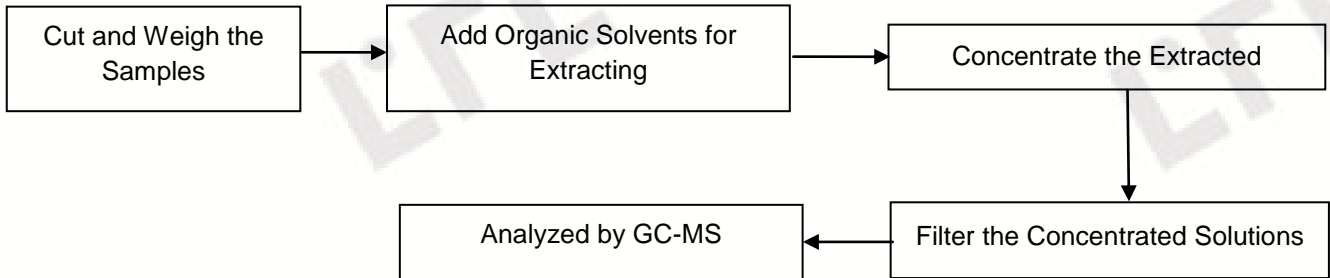 Cut and Weigh the
Samples
Add Organic Solvents for
Extracting
Concentrate the Extracted
Filter the Concentrated Solutions
Analyzed by GC-MS